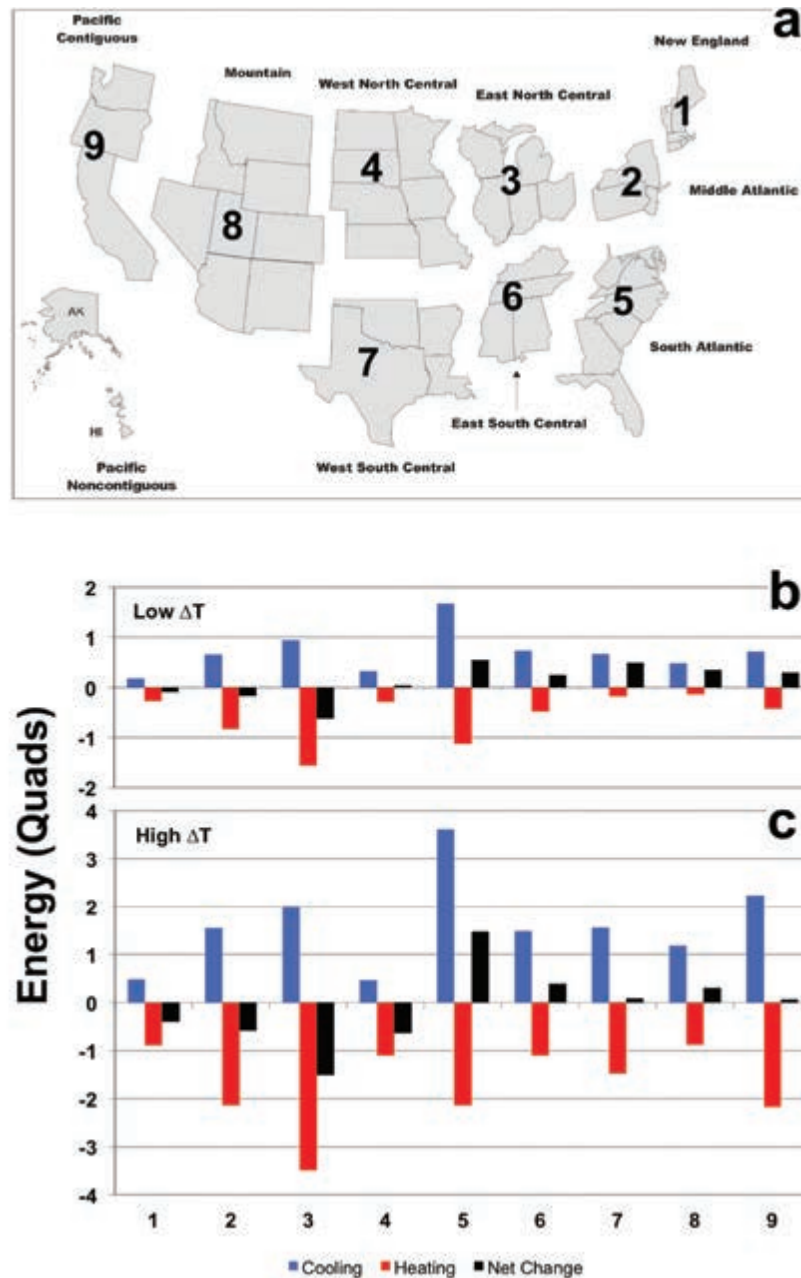 a
Pacific
Contiguous
New England
Mountain
West North Central
East North Central
1
9
4
3
2
Middle Atlantic
8
6
5
AK
7
South Atlantic
HI
East South Central
Pacific
Noncontiguous
West South Central
b
Low ΔT
2
1
0
-1
-2
c
High ΔT
4
3
2
1
0
-1
-2
-3
-4
Energy (Quads)
1 2 3 4 5 6 7 8 9
Cooling Heating Net Change